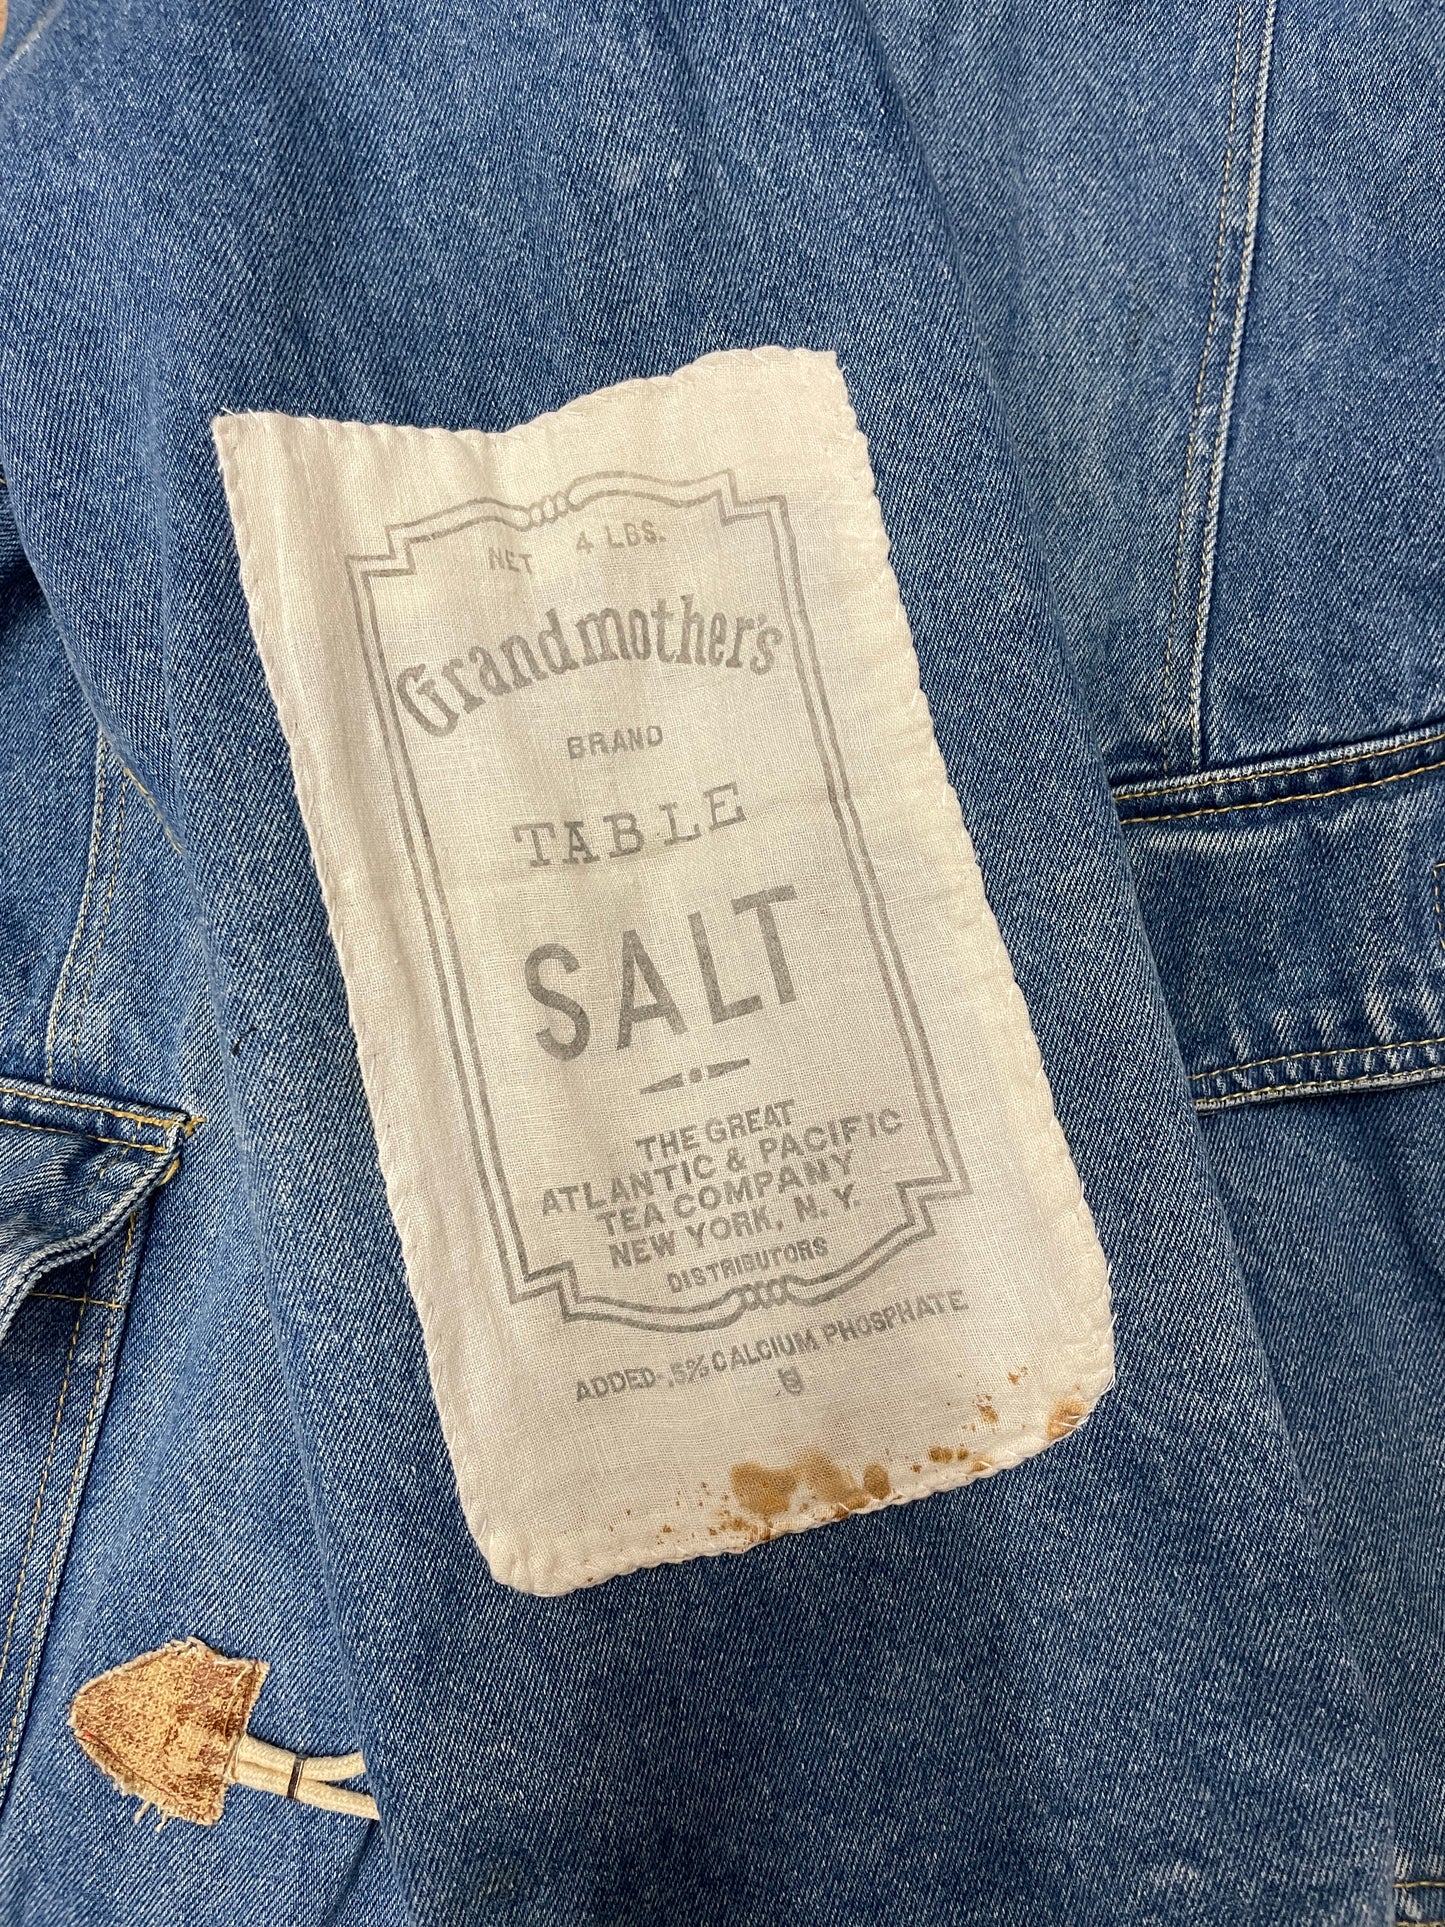 NET 4 LBS.
Grandmother's
BRAND
TABLE
SALT
THE GREAT
ATLANTIC & PACIFIC
TEA COMPANY
NEW YORK, N. Y.
DISTRIBUTORS
ADDED-.5% CALCIUM PHOSPHATE